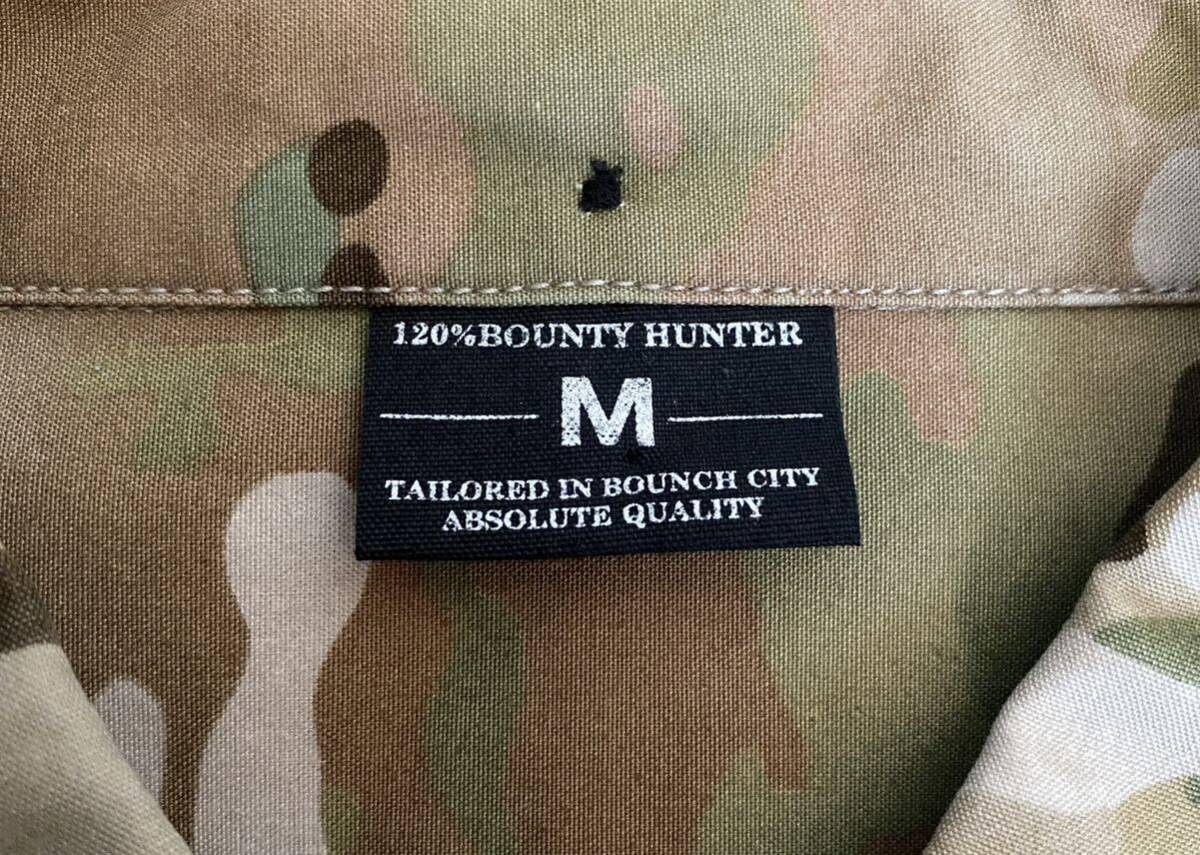 120%BOUNTY HUNTER
M
TAILORED IN BOUNCH CITY
ABSOLUTE QUALITY